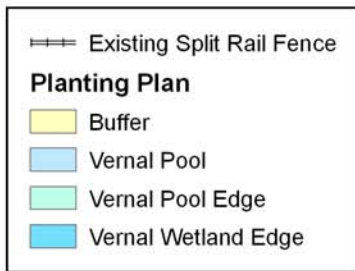 Existing Split Rail Fence
Planting Plan
Buffer
Vernal Pool
Vernal Pool Edge
Vernal Wetland Edge